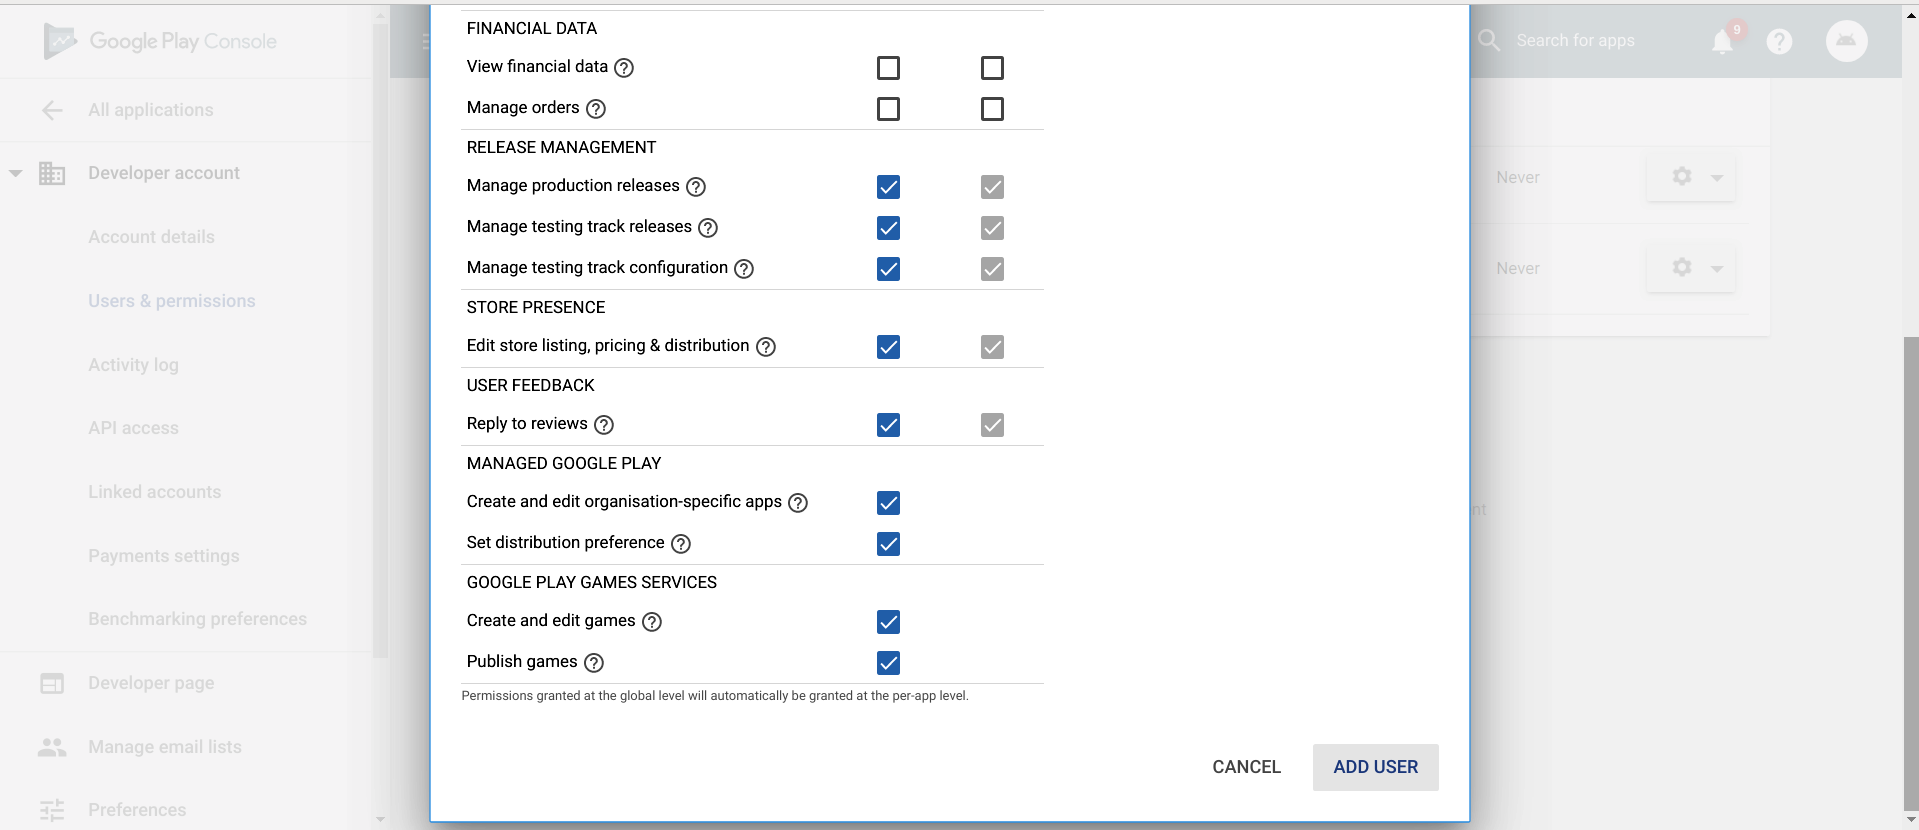 Google Play Console
All applications
Developer account
Account details
Users & permissions
Activity log
API access
Linked accounts
Payments settings
Benchmarking preferences
Developer page
Manage email lists
Preferences
FINANCIAL DATA
View financial data
Manage orders
RELEASE MANAGEMENT
Manage production releases
Manage testing track releases
Manage testing track configuration
STORE PRESENCE
Edit store listing, pricing & distribution
USER FEEDBACK
Reply to reviews
MANAGED GOOGLE PLAY
Create and edit organisation-specific apps
Set distribution preference
GOOGLE PLAY GAMES SERVICES
Create and edit games
Publish games
Permissions granted at the global level will automatically be granted at the per-app level.
CANCEL
ADD USER
Search for apps
9
Never
Never